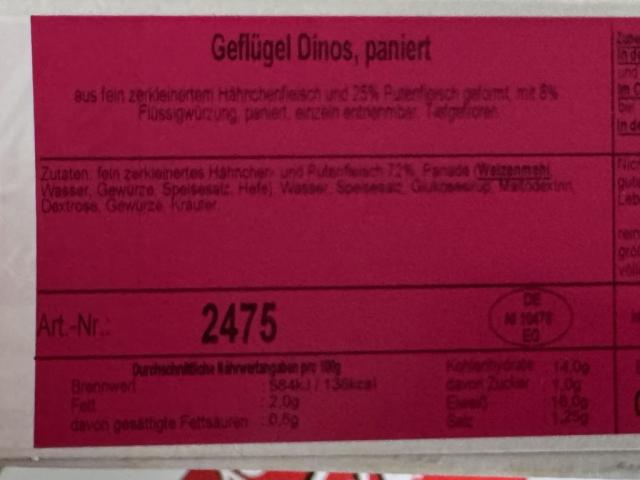 Geflügel Dinos, paniert
aus fein zerkleinertem Hähnchenfleisch und 25% Putenfleisch geformt, mit 8%
Flüssigwürzung, paniert, einzeln entnehmbar. Tiefgefroren.
Zutaten: fein zerkleinertes Hähnchen- und Putenfleisch 72%, Panade (Weizenmehl,
Wasser, Gewürze, Speisesalz, Hefe), Wasser, Speisesalz, Glukosesirup, Maltodextrin,
Dextrose, Gewürze, Kräuter.
Art.-Nr.: 2475
DE
EG
Durchschnittliche Nährwertangaben pro 100g
Brennwert : 584kJ / 138kcal
Fett : 2,0g
davon gesättigte Fettsäuren : 0,6g
Kohlenhydrate 14,0g
davon Zucker 1,0g
Eiweiß 16,0g
Salz 1,25g